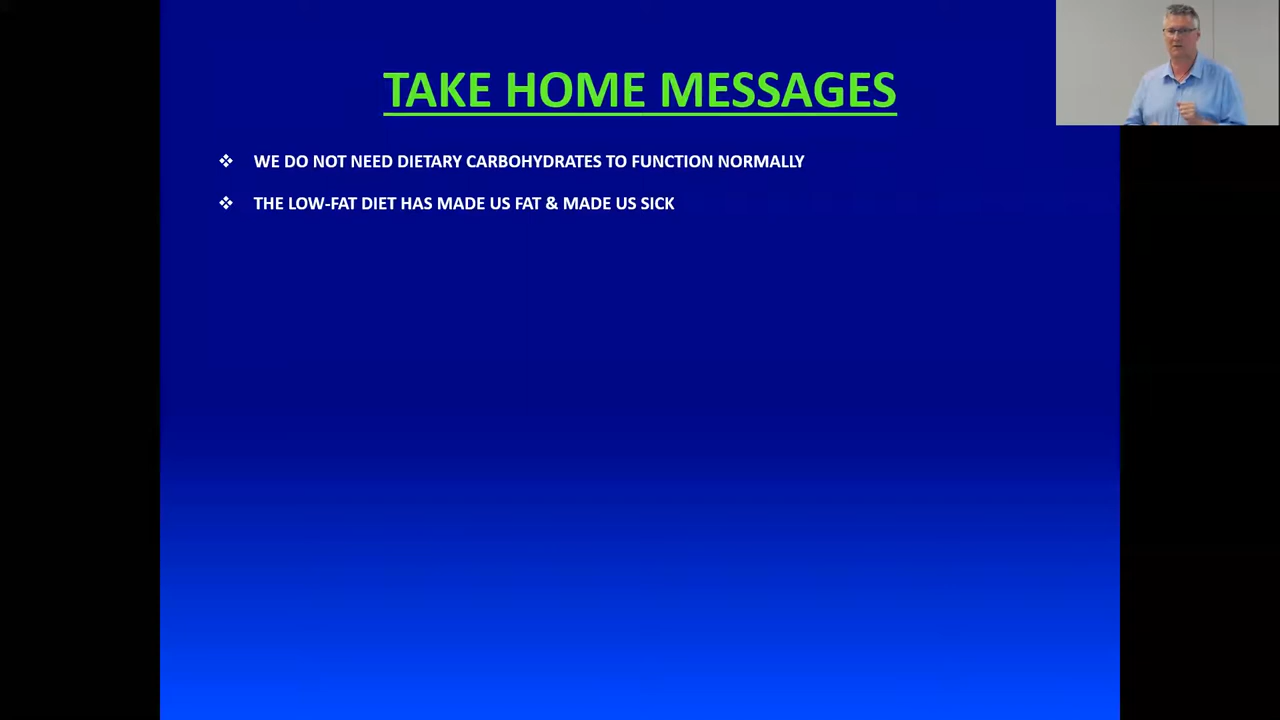 TAKE HOME MESSAGES
❖ WE DO NOT NEED DIETARY CARBOHYDRATES TO FUNCTION NORMALLY
❖ THE LOW-FAT DIET HAS MADE US FAT & MADE US SICK